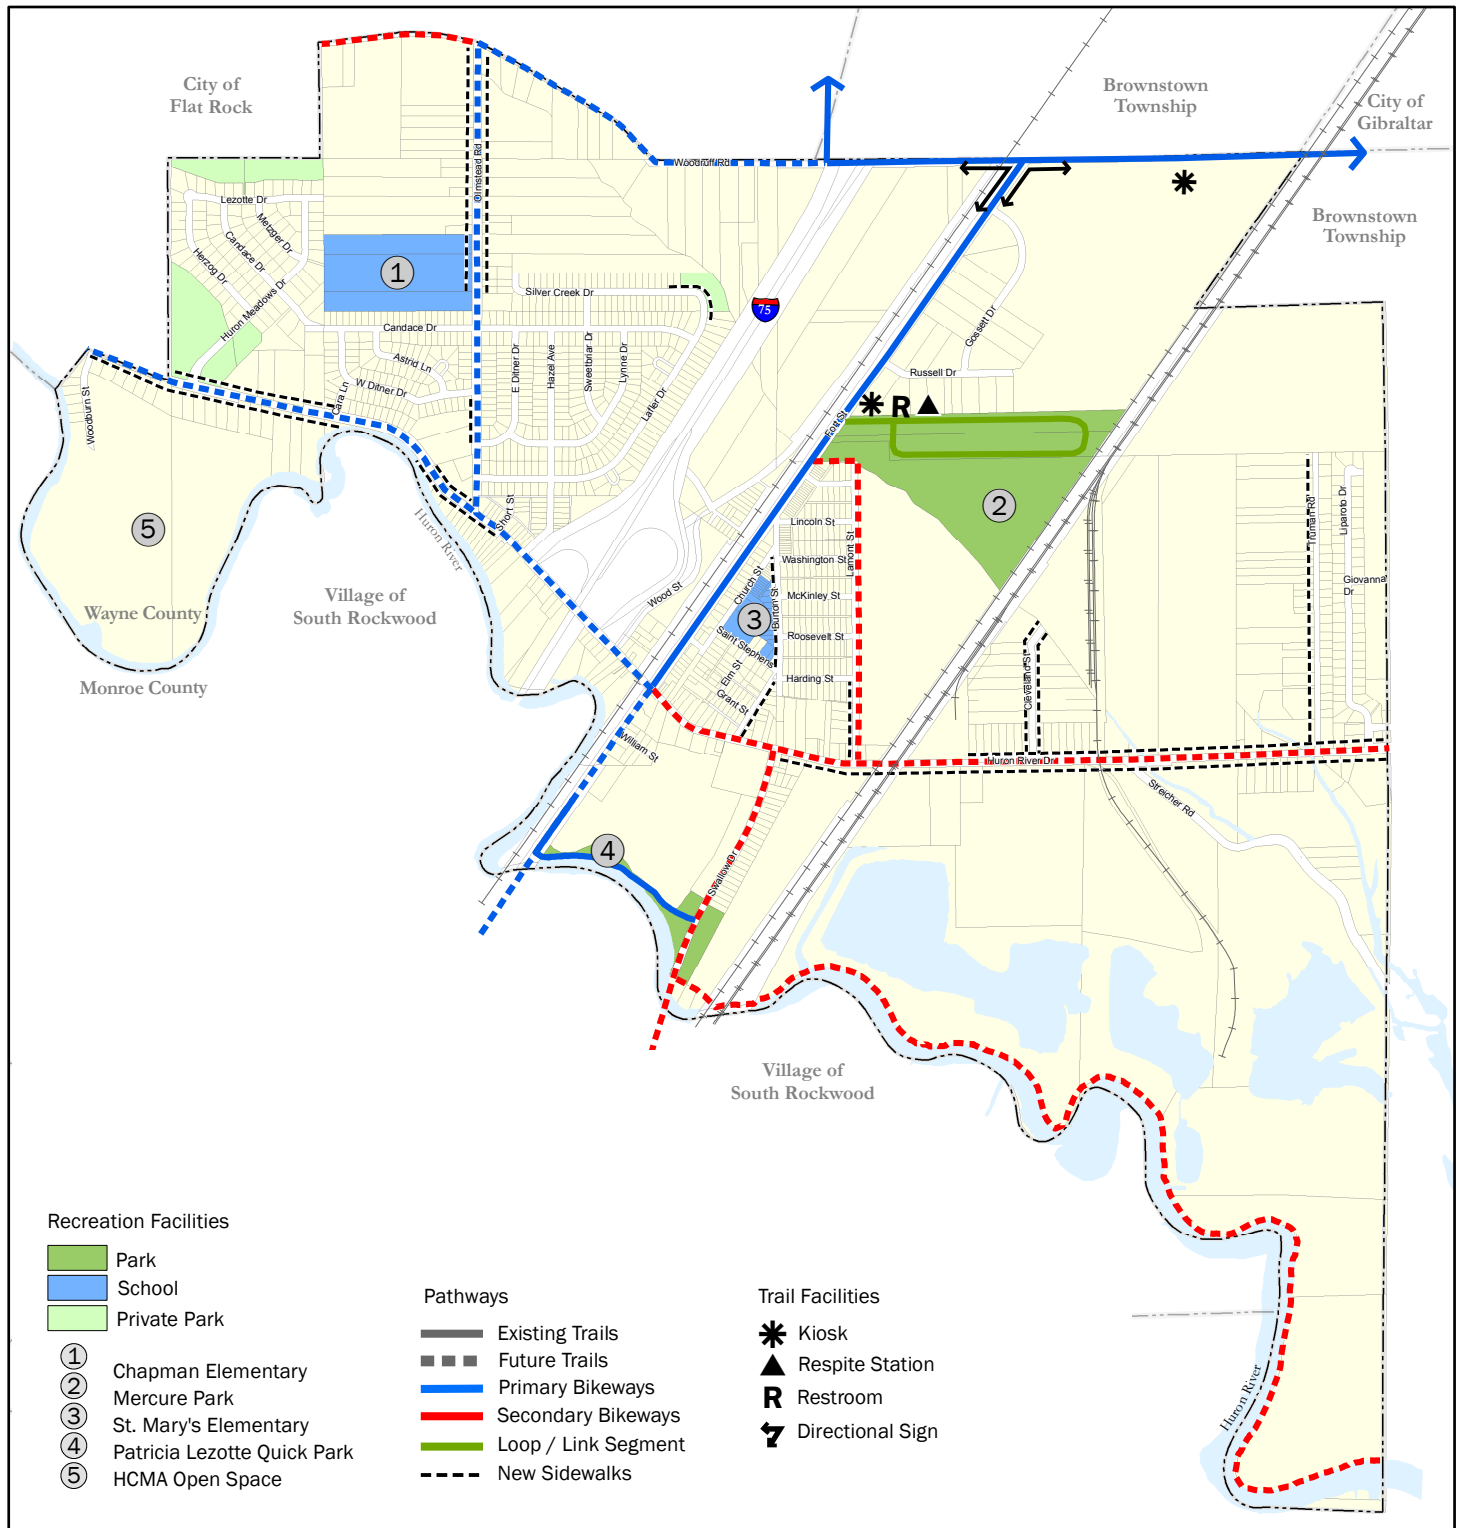 City of
Flat Rock
Brownstown
Township
City of
Gibraltar
Brownstown
Township
Woodruff Rd
Olmstead Rd
Lezotte Dr
Metzger Dr
Candace Dr
Herzog Dr
Huron Meadows Dr
1
Silver Creek Dr
75
Candace Dr
Astrid Ln
W Ditner Dr
Cara Ln
E Ditner Dr
Hazel Ave
Sweetbriar Dr
Lynne Dr
Lafler Dr
Gossett Dr
Russell Dr
R
Fort St
Woodburn St
5
2
Short St
Huron River
Lincoln St
Washington St
Lamont St
McKinley St
Roosevelt St
Harding St
Church St
Burton St
3
Saint Stephens
Elm St
Grant St
Wood St
Truman Rd
Liparoto Dr
Giovanna
Dr
Cleveland St
Wayne County
Monroe County
Village of
South Rockwood
William St
Huron River Dr
Streicher Rd
4
Swallow Dr
Village of
South Rockwood
Huron River
Recreation Facilities
Park
School
Private Park
1
Chapman Elementary
2
Mercure Park
3
St. Mary's Elementary
4
Patricia Lezotte Quick Park
5
HCMA Open Space
Pathways
Existing Trails
Future Trails
Primary Bikeways
Secondary Bikeways
Loop / Link Segment
New Sidewalks
Trail Facilities
Kiosk
Respite Station
R Restroom
Directional Sign